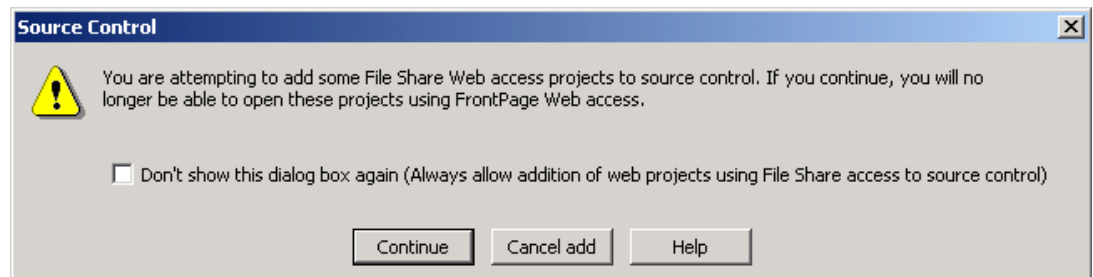 Source Control
You are attempting to add some File Share Web access projects to source control. If you continue, you will no
longer be able to open these projects using FrontPage Web access.
Don't show this dialog box again (Always allow addition of web projects using File Share access to source control)
Continue Cancel add Help